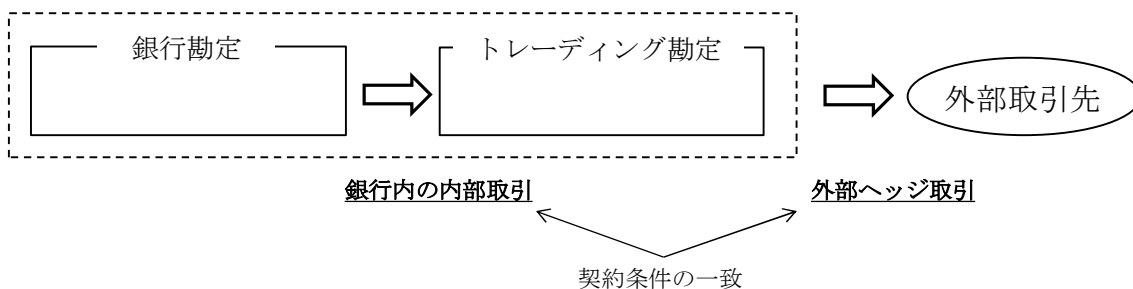 銀行勘定
トレーディング勘定
外部取引先
銀行内の内部取引
外部ヘッジ取引
契約条件の一致